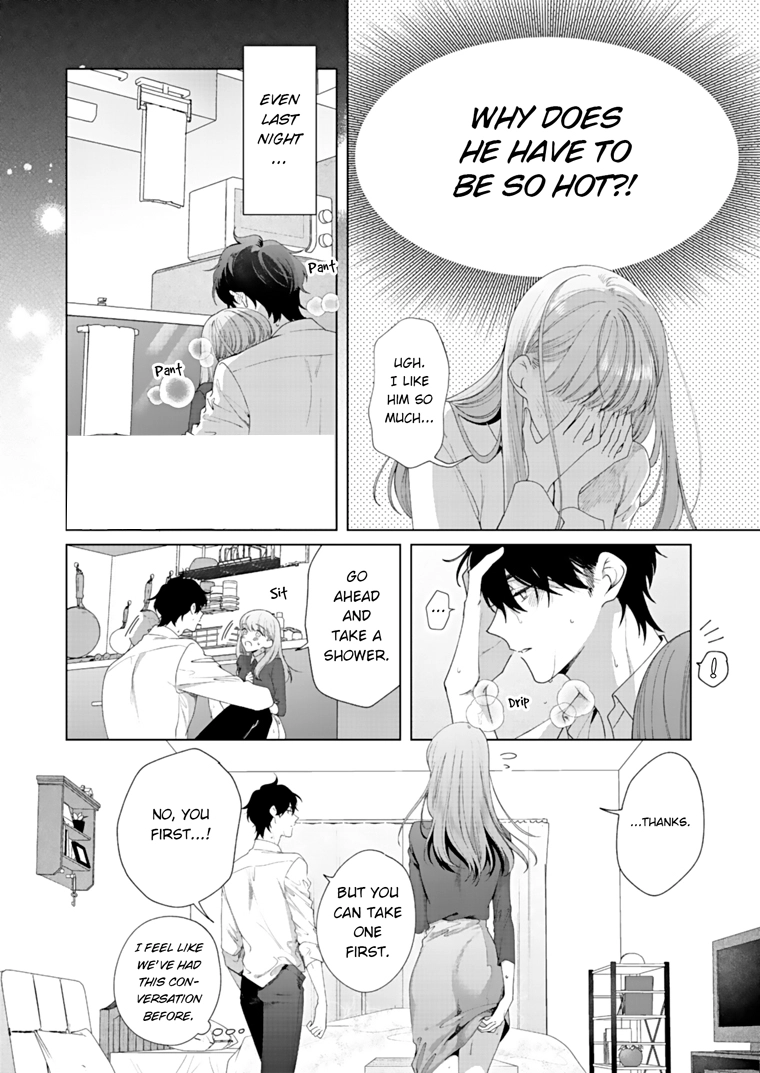 WHY DOES
HE HAVE TO
BE SO HOT?!
UGH.
I LIKE
HIM SO
MUCH...
EVEN
LAST
NIGHT
...
Pant
Pant
...
!
Drip
GO
AHEAD
AND
TAKE A
SHOWER.
Sit
...THANKS.
BUT YOU
CAN TAKE
ONE
FIRST.
NO, YOU
FIRST...!
I FEEL LIKE
WE'VE HAD
THIS CON-
VERSATION
BEFORE.